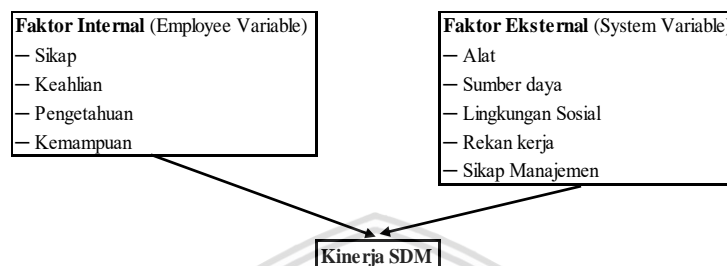 Faktor Internal (Employee Variable)
─ Sikap
─ Keahlian
─ Pengetahuan
─ Kemampuan
Faktor Eksternal (System Variable)
─ Alat
─ Sumber daya
─ Lingkungan Sosial
─ Rekan kerja
─ Sikap Manajemen
Kinerja SDM